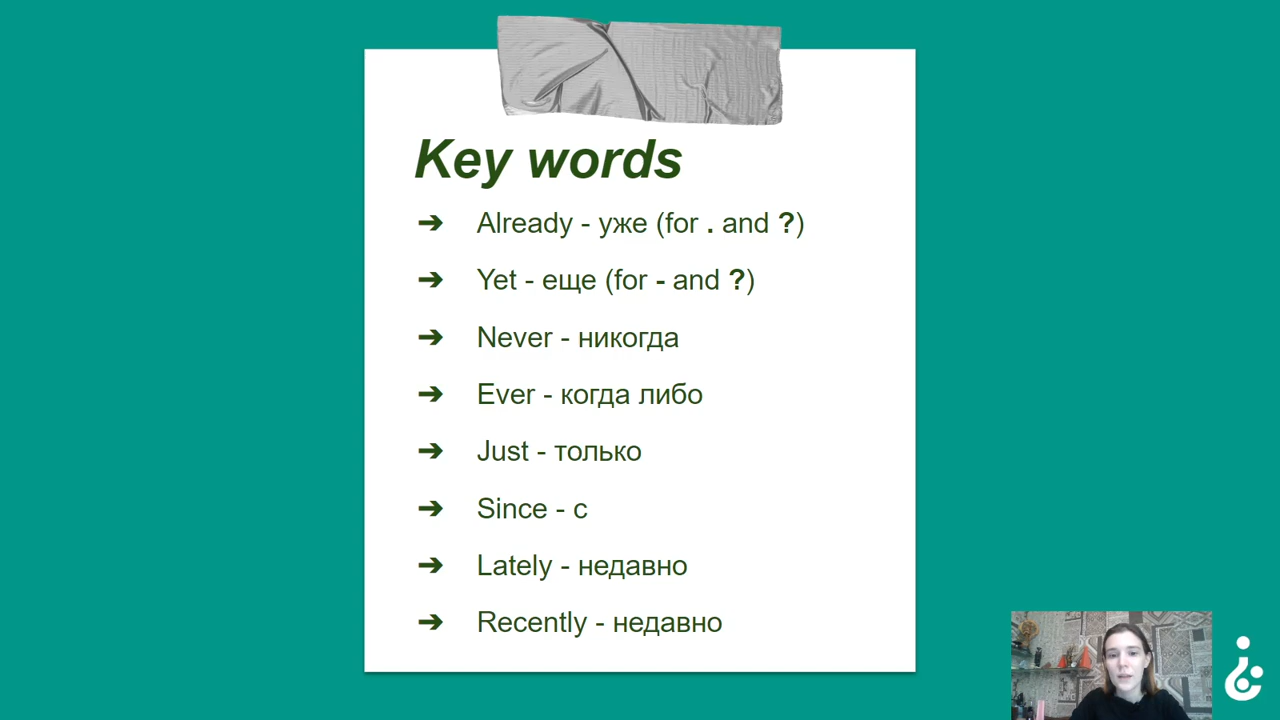 Key words
➔ Already - уже (for . and ?)
➔ Yet - еще (for - and ?)
➔ Never - никогда
➔ Ever - когда либо
➔ Just - только
➔ Since - с
➔ Lately - недавно
➔ Recently - недавно